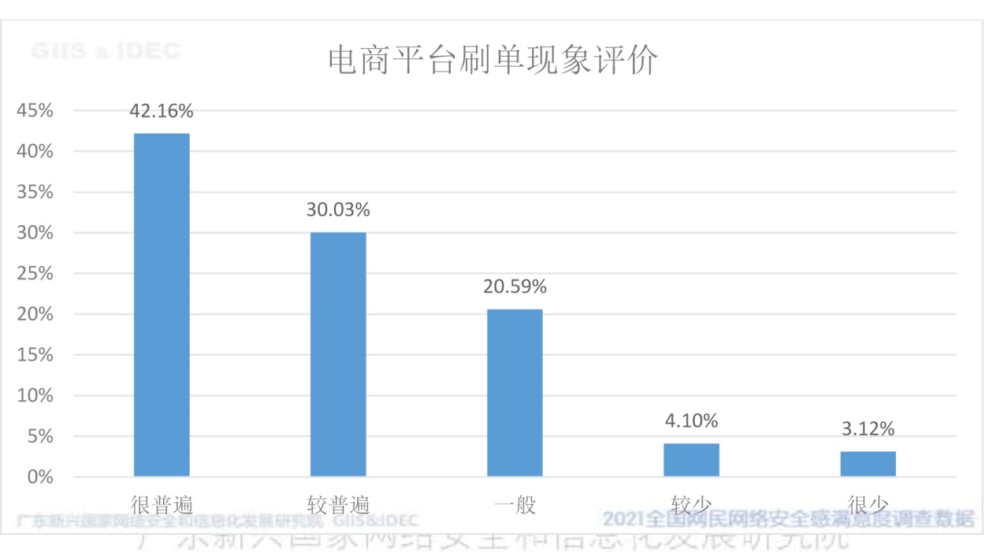 GIIS & IDEC
电商平台刷单现象评价
45%
40%
35%
30%
25%
20%
15%
10%
5%
0%
42.16%
30.03%
20.59%
4.10%
3.12%
很普遍 较普遍 一般 较少 很少
广东新兴国家网络安全和信息化发展研究院 GIIS&IDEC
2021全国网民网络安全感满意度调查数据
广东新兴国家网络安全和信息化发展研究院